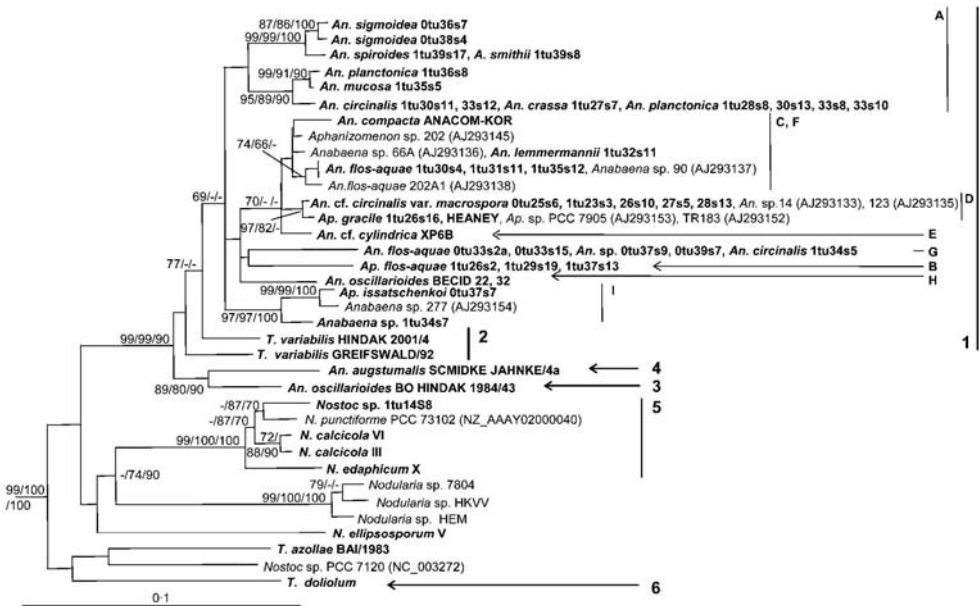 87/86/100 An. sigmoidea 0tu36s7 A
99/99/100 An. sigmoidea 0tu38s4
An. spiroides 1tu39s17, A. smithii 1tu39s8
99/91/90 An. planctonica 1tu36s8
An. mucosa 1tu35s5
95/89/90 An. circinalis 1tu30s11, 33s12, An. crassa 1tu27s7, An. planctonica 1tu28s8, 30s13, 33s8, 33s10
An. compacta ANACOM-KOR C, F
Aphanizomenon sp. 202 (AJ293145)
74/66/- Anabaena sp. 66A (AJ293136), An. lemmermannii 1tu32s11
An. flos-aquae 1tu30s4, 1tu31s11, 1tu35s12, Anabaena sp. 90 (AJ293137)
An.flos-aquae 202A1 (AJ293138)
69/-/- 70/-/- An. cf. circinalis var. macrospora 0tu25s6, 1tu23s3, 26s10, 27s5, 28s13, An. sp.14 (AJ293133), 123 (AJ293135) D
Ap. gracile 1tu26s16, HEANEY, Ap. sp. PCC 7905 (AJ293153), TR183 (AJ293152)
97/82/- An. cf. cylindrica XP6B E
An. flos-aquae 0tu33s2a, 0tu33s15, An. sp. 0tu37s9, 0tu39s7, An. circinalis 1tu34s5 G
77/-/- Ap. flos-aquae 1tu26s2, 1tu29s19, 1tu37s13 B
An. oscillarioides BECID 22, 32 H
99/99/100 Ap. issatschenkoi 0tu37s7 I
Anabaena sp. 277 (AJ293154)
97/97/100 Anabaena sp. 1tu34s7
99/99/90 T. variabilis HINDAK 2001/4 2 1
T. variabilis GREIFSWALD/92
An. augstumalis SCMIDKE JAHNKE/4a 4
89/80/90 An. oscillarioides BO HINDAK 1984/43 3
-/87/70 Nostoc sp. 1tu14S8 5
-/87/70 N. punctiforme PCC 73102 (NZ_AAAY02000040)
99/100/100 72/ N. calcicola VI
88/90 N. calcicola III
-/74/90 N. edaphicum X
79/-/- Nodularia sp. 7804
99/100 99/100/100 Nodularia sp. HKVV
/100 Nodularia sp. HEM
N. ellipsosporum V
T. azollae BAI/1983
Nostoc sp. PCC 7120 (NC_003272)
T. doliolum 6
0·1